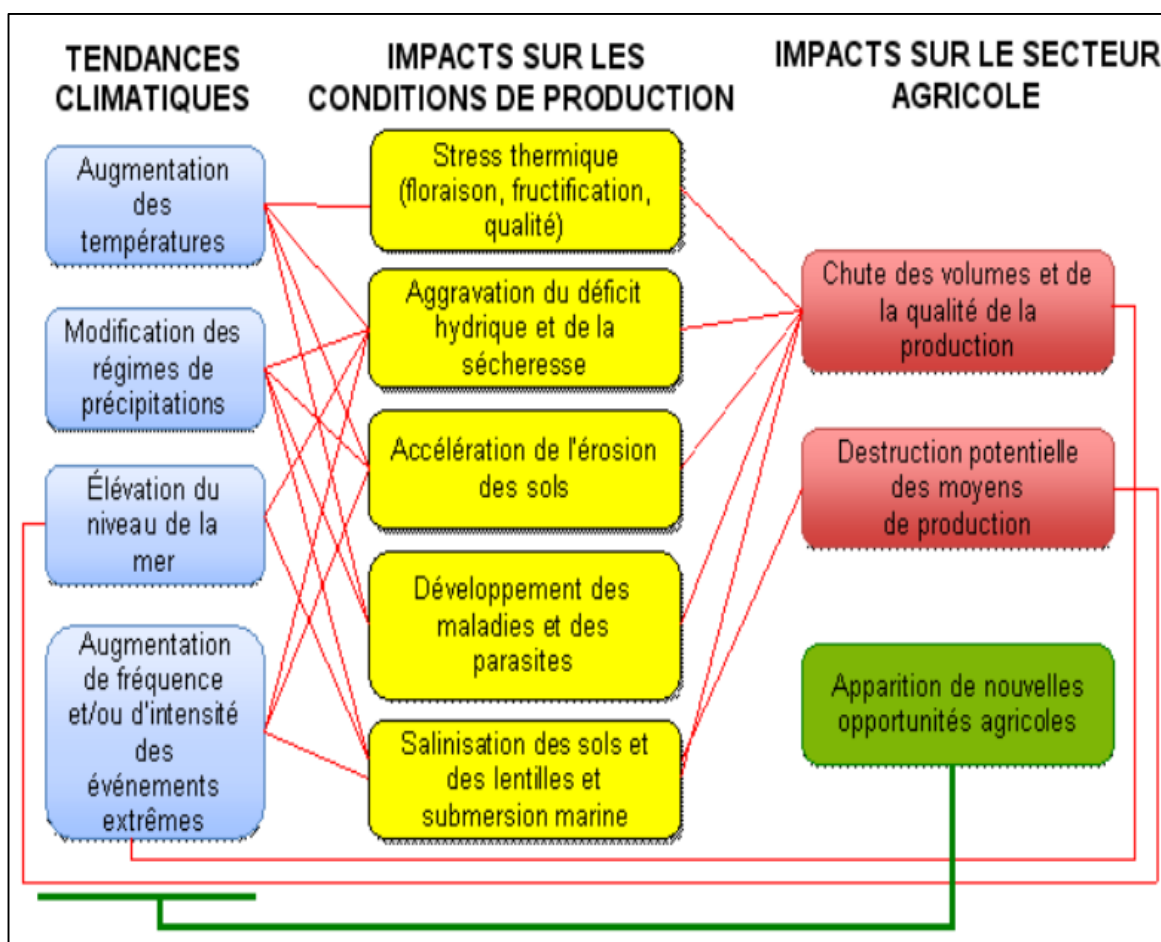 TENDANCES
CLIMATIQUES
Augmentation
des
températures
Modification des
régimes de
précipitations
Élévation du
niveau de la
mer
Augmentation
de fréquence
et/ou d'intensité
des
événements
extrêmes
IMPACTS SUR LES
CONDITIONS DE PRODUCTION
Stress thermique
(floraison, fructification,
qualité)
Aggravation du déficit
hydrique et de la
sécheresse
Accélération de l'érosion
des sols
Développement des
maladies et des
parasites
Salinisation des sols et
des lentilles et
submersion marine
IMPACTS SUR LE SECTEUR
AGRICOLE
Chute des volumes et de
la qualité de la
production
Destruction potentielle
des moyens
de production
Apparition de nouvelles
opportunités agricoles